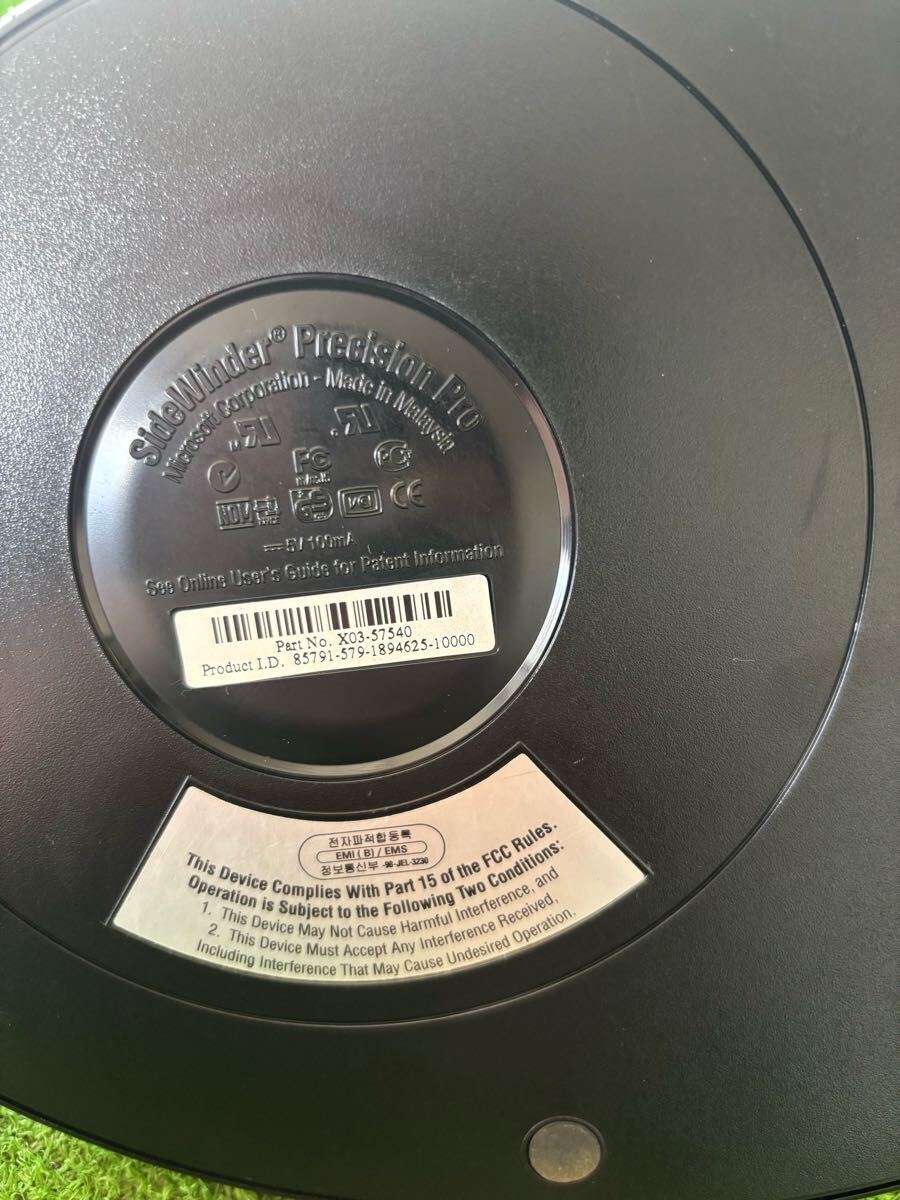 SideWinder® Precision Pro
Microsoft Corporation - Made in Malaysia
FC
CE
5V 100mA
See Online User's Guide for Patent Information
Part No. X03-57540
Product I.D. 85791-579-1894625-10000
전자파적합등록
EMI (B) / EMS
정보통신부 -98-JEL-3230
This Device Complies With Part 15 of the FCC Rules.
Operation is Subject to the Following Two Conditions:
1. This Device May Not Cause Harmful Interference, and
2. This Device Must Accept Any Interference Received,
Including Interference That May Cause Undesired Operation.